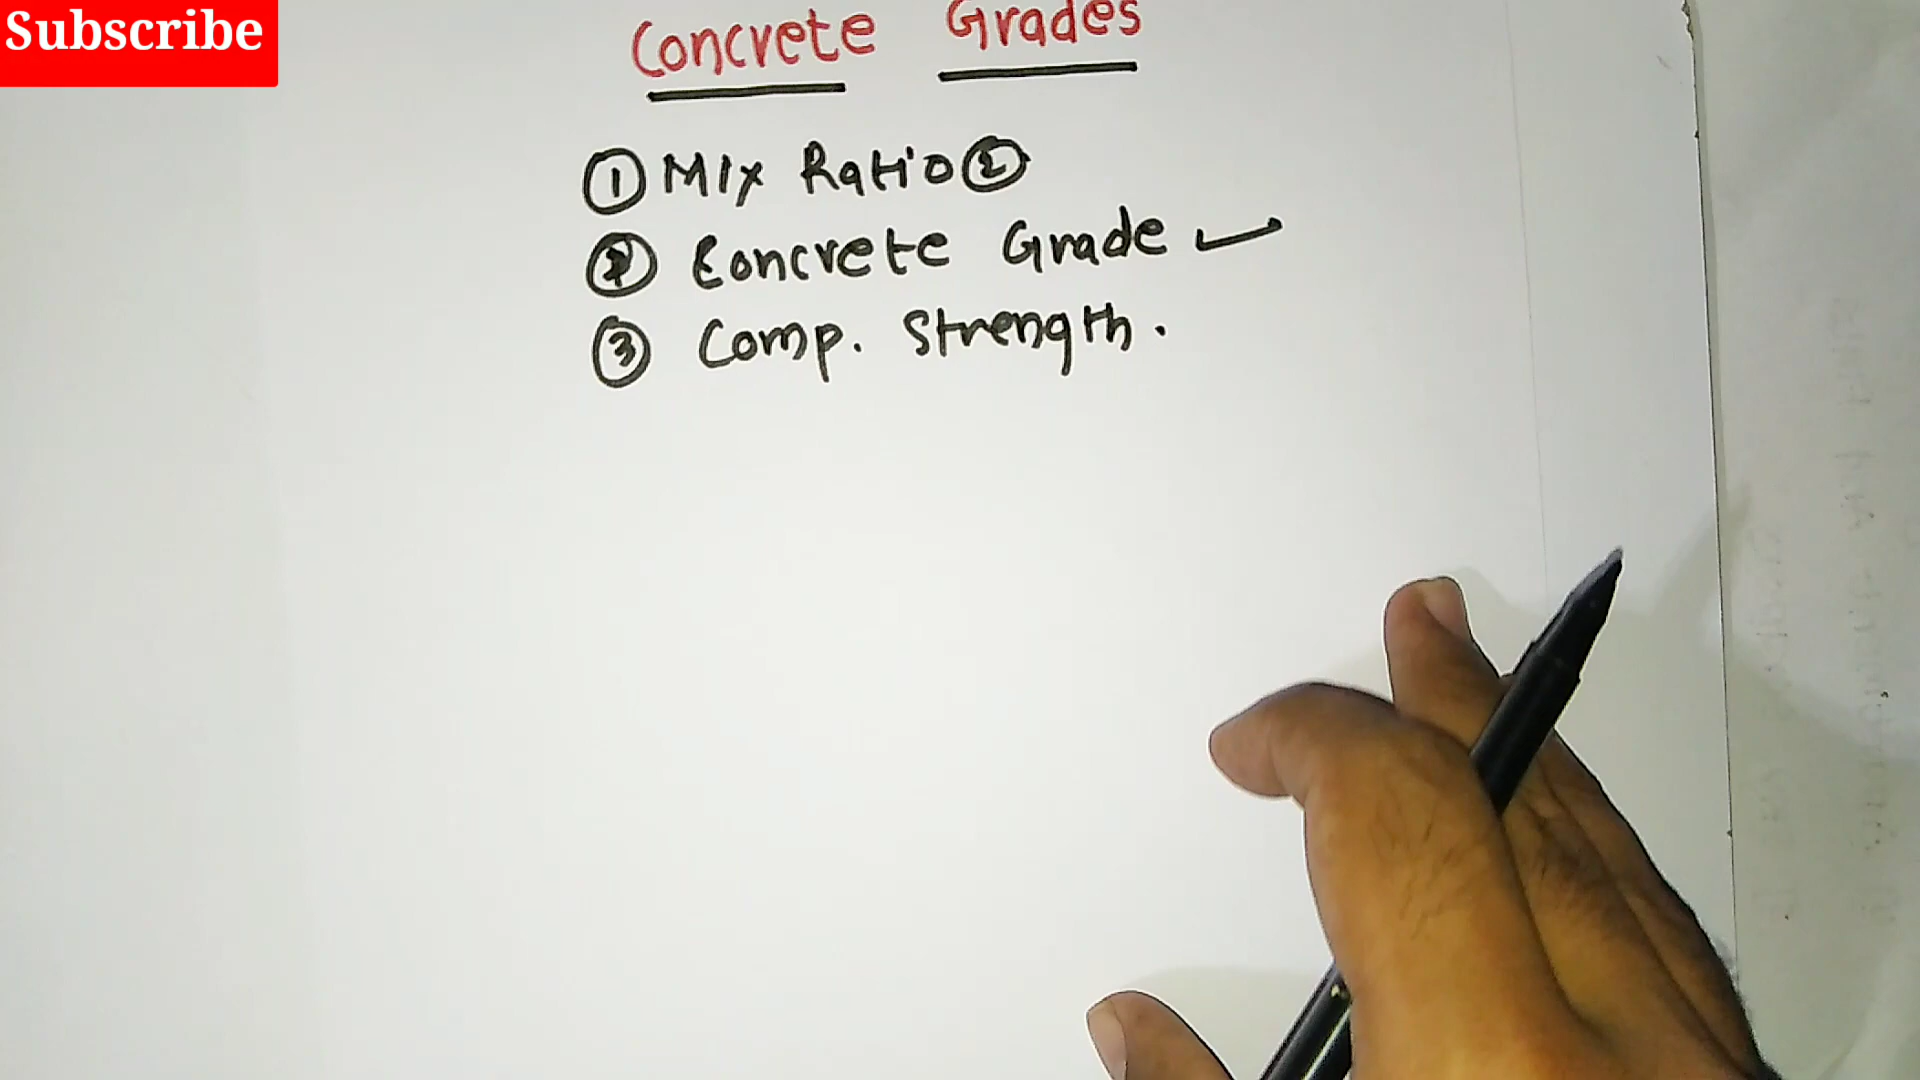 Subscribe
Concrete Grades
① Mix Ratio ②
② Concrete Grade ✓
③ Comp. Strength.